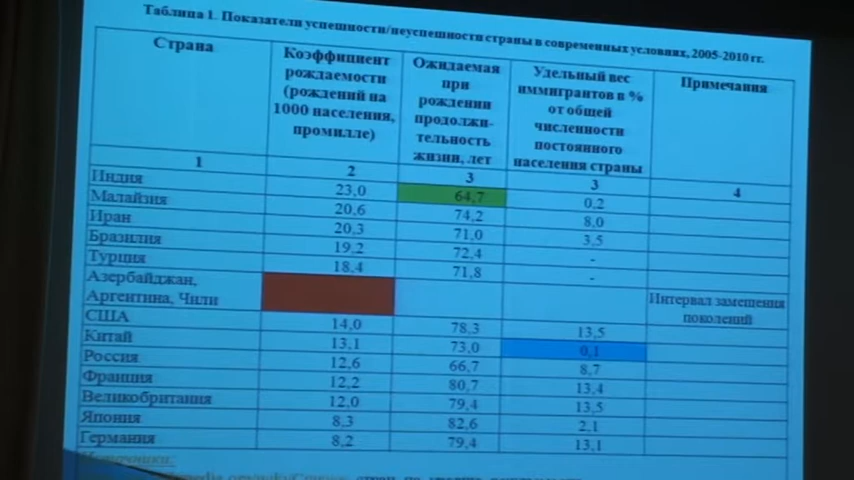 Таблица 1. Показатели успешности/неуспешности страны в современных условиях, 2005-2010 гг.
Страна Коэффициент рождаемости (рождений на 1000 населения, промилле) Ожидаемая при рождении продолжи-тельность жизни, лет Удельный вес иммигрантов в % от общей численности постоянного населения страны Примечания
1 2 3 3 4
Индия 23,0 64,7 0,2
Малайзия 20,6 74,2 8,0
Иран 20,3 71,0 3,5
Бразилия 19,2 72,4 -
Турция 18,4 71,8 -
Азербайджан,
Аргентина, Чили Интервал замещения
поколений
США 14,0 78,3 13,5
Китай 13,1 73,0 0,1
Россия 12,6 66,7 8,7
Франция 12,2 80,7 13,4
Великобритания 12,0 79,4 13,5
Япония 8,3 82,6 2,1
Германия 8,2 79,4 13,1
Источники: